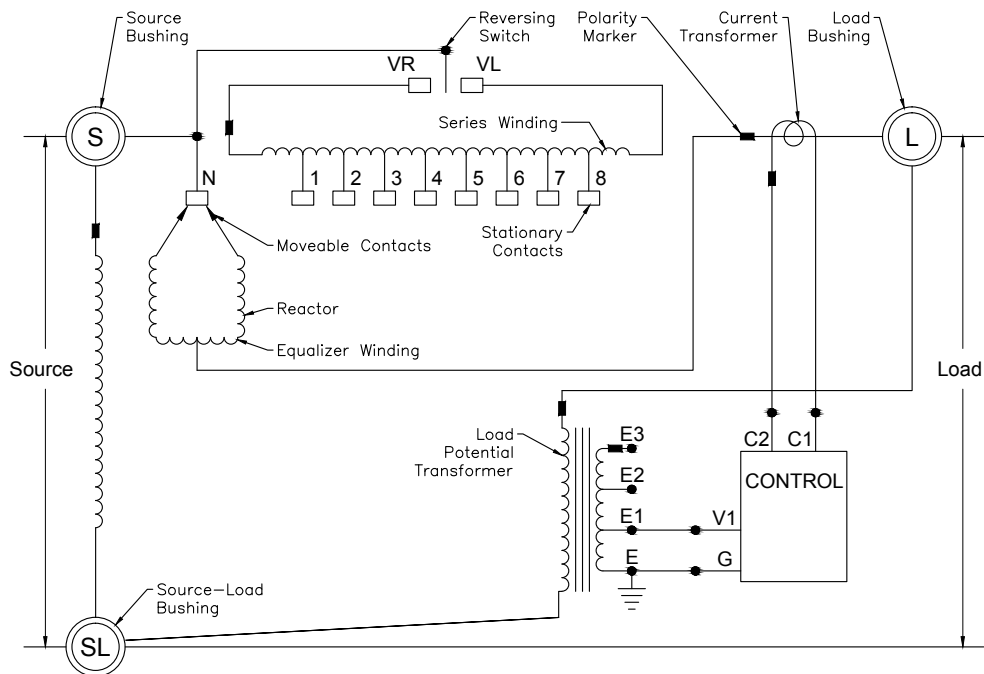 Source
Bushing
Reversing
Switch
Polarity
Marker
Current
Transformer
Load
Bushing
VR
VL
S
L
Series Winding
N
1
2
3
4
5
6
7
8
Moveable Contacts
Stationary
Contacts
Reactor
Equalizer Winding
Source
Load
Load
Potential
Transformer
E3
E2
E1
E
C2
C1
CONTROL
V1
G
Source–Load
Bushing
SL